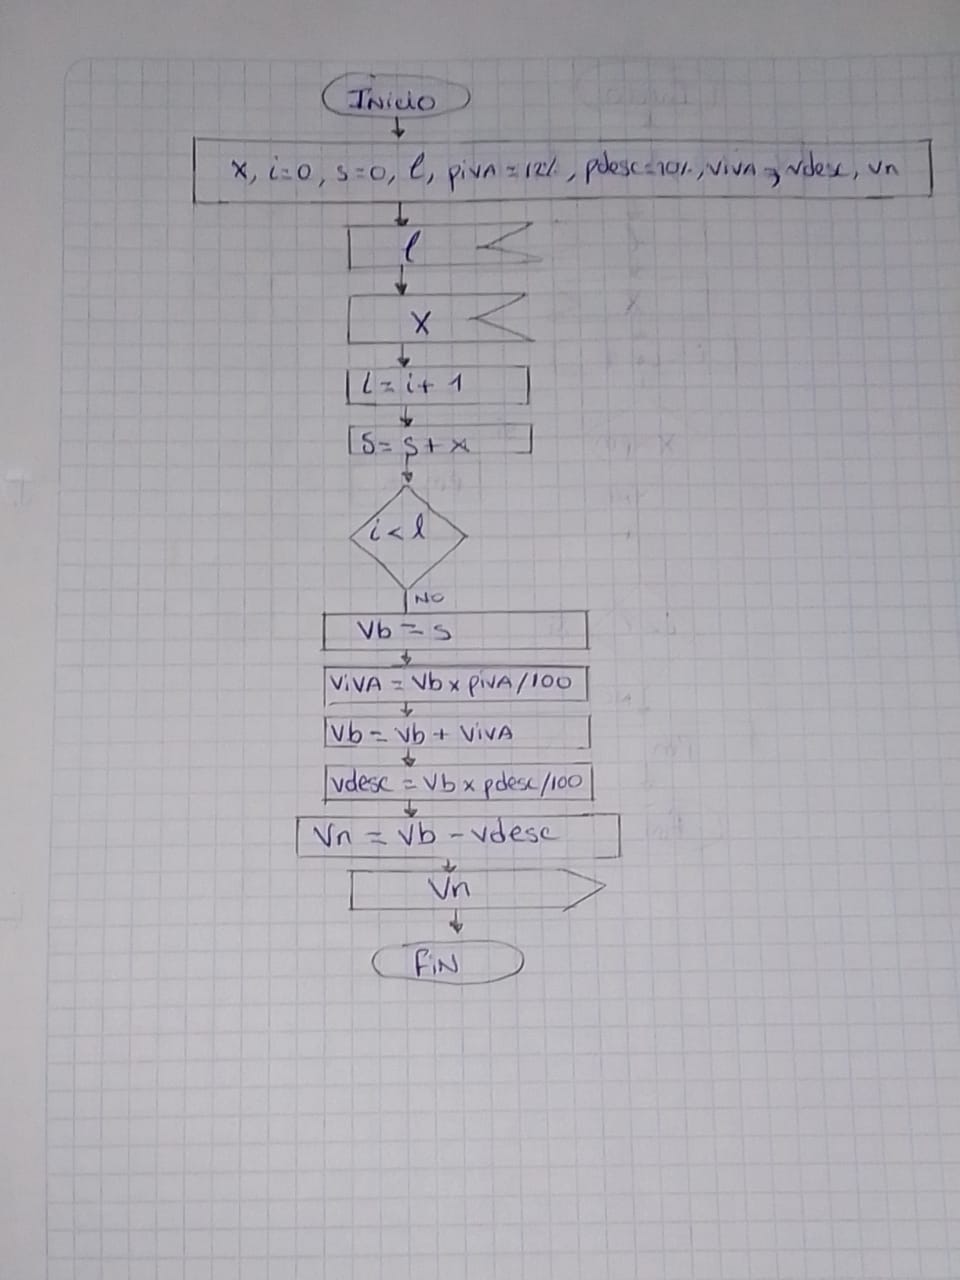 Inicio
x, i=0, s=0, l, pivA=12%, pdesc=10%, vivA, vdesc, vn
l
x
i=i+ 1
S= s+x
i<l
NO
Vb = s
VivA = Vb x pivA/100
Vb = Vb + VivA
Vdesc = Vb x pdesc/100
Vn = Vb - Vdesc
Vn
FiN